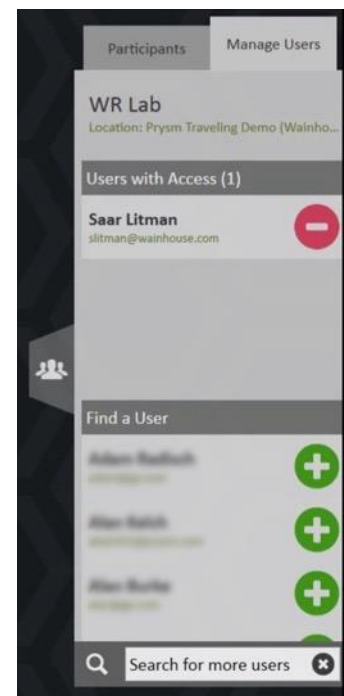 Participants
Manage Users
WR Lab
Location: Prysm Traveling Demo (Wainho...
Users with Access (1)
Saar Litman
slitman@wainhouse.com
Find a User
Search for more users